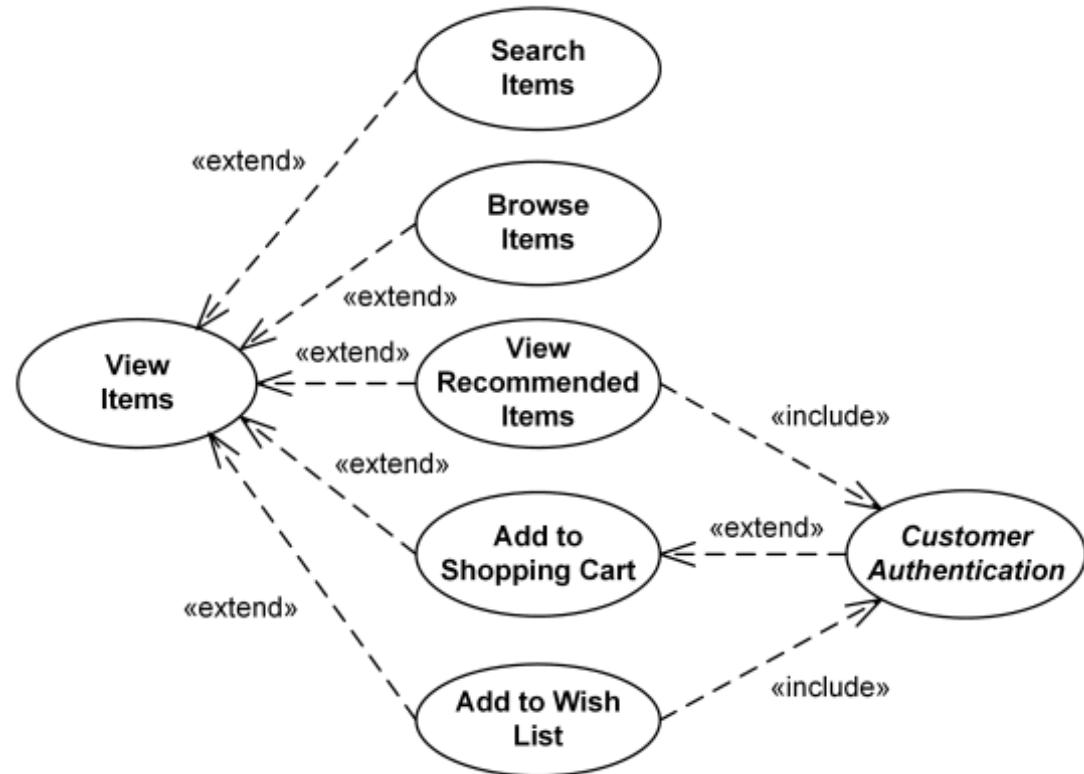 Search
Items
«extend»
Browse
Items
«extend»
View
Items
«extend»
View
Recommended
Items
«include»
«extend»
Add to
Shopping Cart
«extend»
Customer
Authentication
«extend»
Add to Wish
List
«include»